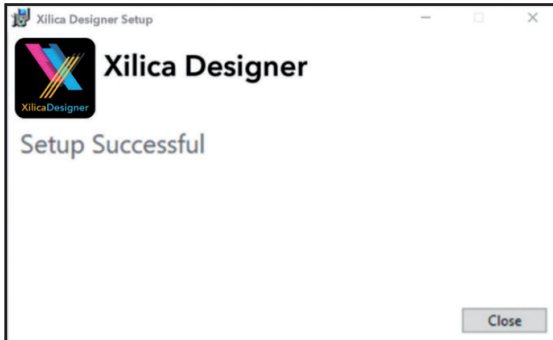 Xilica Designer Setup
Xilica Designer
XilicaDesigner
Setup Successful
Close